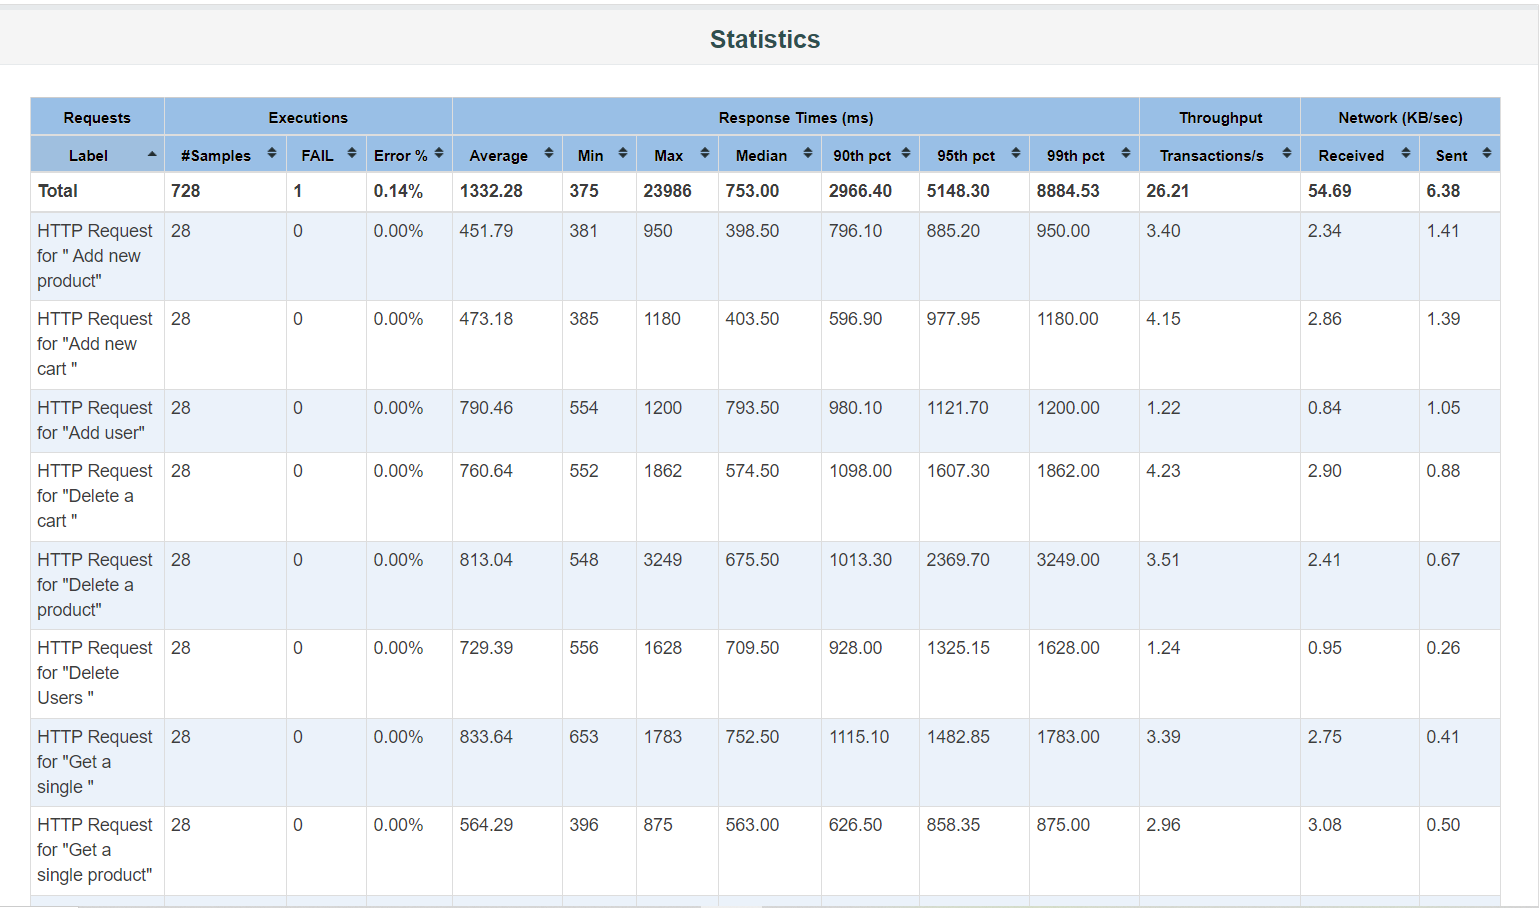 Statistics
Requests Executions Response Times (ms) Throughput Network (KB/sec)
Label #Samples FAIL Error % Average Min Max Median 90th pct 95th pct 99th pct Transactions/s Received Sent
Total 728 1 0.14% 1332.28 375 23986 753.00 2966.40 5148.30 8884.53 26.21 54.69 6.38
HTTP Request 28 0 0.00% 451.79 381 950 398.50 796.10 885.20 950.00 3.40 2.34 1.41
for " Add new
product"
HTTP Request 28 0 0.00% 473.18 385 1180 403.50 596.90 977.95 1180.00 4.15 2.86 1.39
for "Add new
cart "
HTTP Request 28 0 0.00% 790.46 554 1200 793.50 980.10 1121.70 1200.00 1.22 0.84 1.05
for "Add user"
HTTP Request 28 0 0.00% 760.64 552 1862 574.50 1098.00 1607.30 1862.00 4.23 2.90 0.88
for "Delete a
cart "
HTTP Request 28 0 0.00% 813.04 548 3249 675.50 1013.30 2369.70 3249.00 3.51 2.41 0.67
for "Delete a
product"
HTTP Request 28 0 0.00% 729.39 556 1628 709.50 928.00 1325.15 1628.00 1.24 0.95 0.26
for "Delete
Users "
HTTP Request 28 0 0.00% 833.64 653 1783 752.50 1115.10 1482.85 1783.00 3.39 2.75 0.41
for "Get a
single "
HTTP Request 28 0 0.00% 564.29 396 875 563.00 626.50 858.35 875.00 2.96 3.08 0.50
for "Get a
single product"